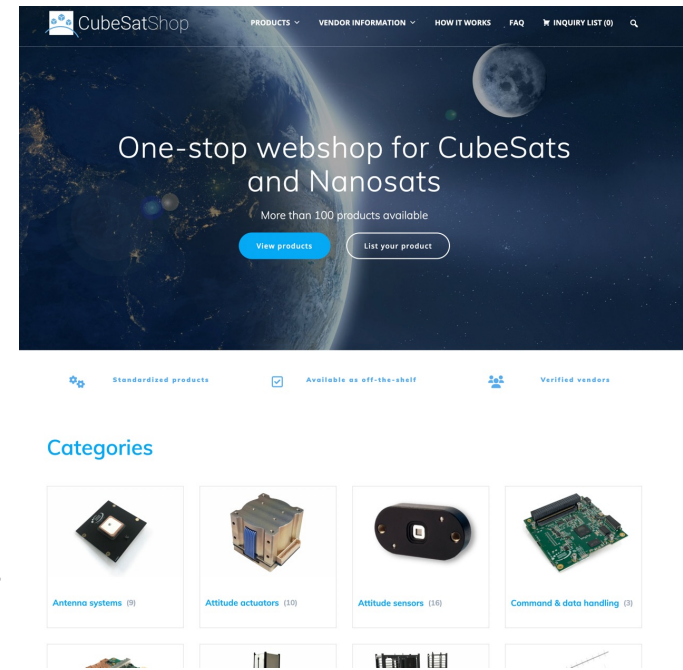 CubeSatShop
PRODUCTS
VENDOR INFORMATION
HOW IT WORKS
FAQ
INQUIRY LIST (0)
One-stop webshop for CubeSats
and Nanosats
More than 100 products available
View products
List your product
Standardized products
Available as off-the-shelf
Verified vendors
Categories
Antenna systems (9)
Attitude actuators (10)
Attitude sensors (16)
Command & data handling (3)